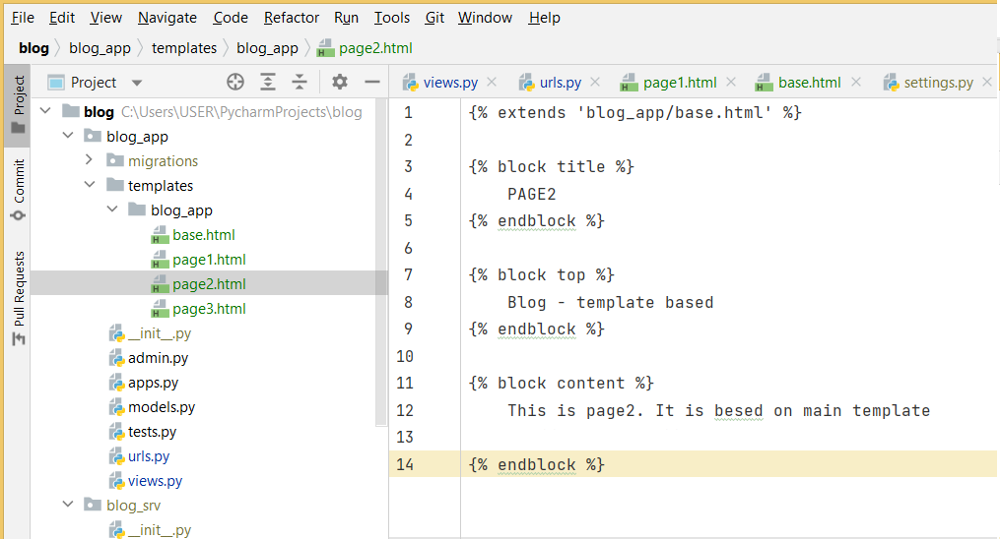 File Edit View Navigate Code Refactor Run Tools Git Window Help
blog blog_app templates blog_app page2.html
Project
Commit
Pull Requests
Project
blog C:\Users\USER\PycharmProjects\blog
blog_app
migrations
templates
blog_app
base.html
page1.html
page2.html
page3.html
__init__.py
admin.py
apps.py
models.py
tests.py
urls.py
views.py
blog_srv
__init__.py
views.py urls.py page1.html base.html settings.py
1 {% extends 'blog_app/base.html' %}
2
3 {% block title %}
4 PAGE2
5 {% endblock %}
6
7 {% block top %}
8 Blog - template based
9 {% endblock %}
10
11 {% block content %}
12 This is page2. It is besed on main template
13
14 {% endblock %}